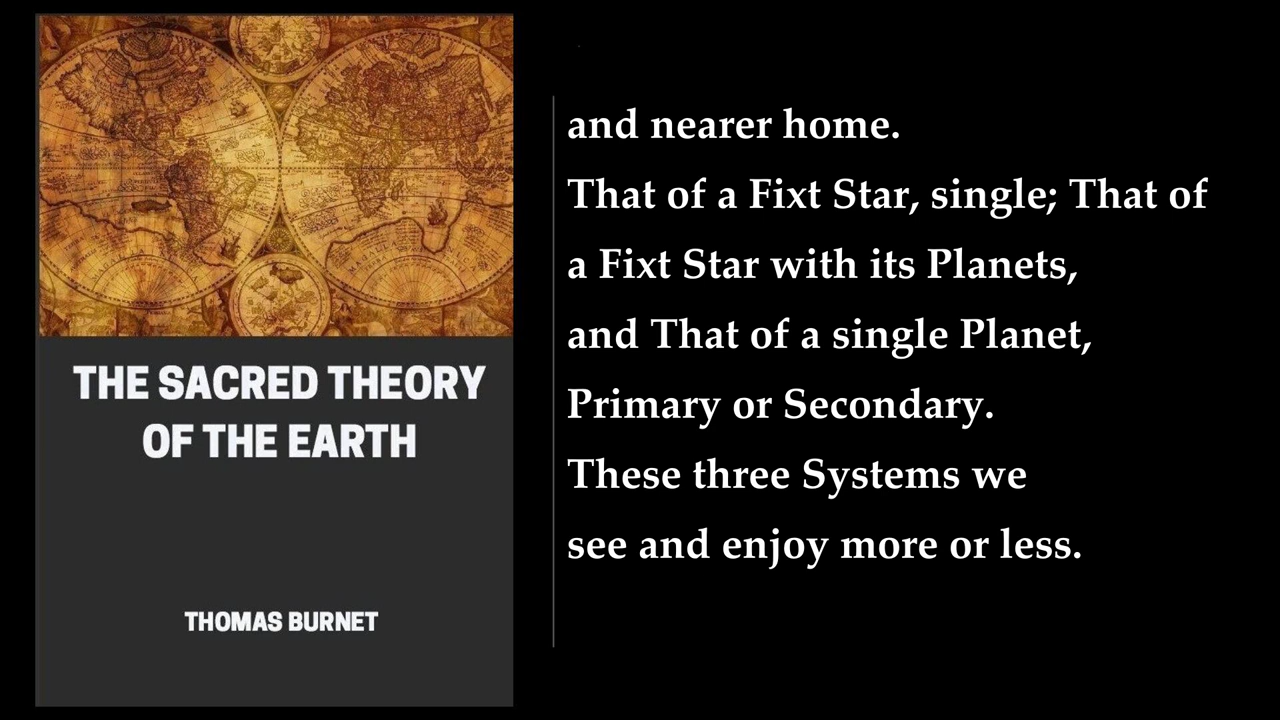 THE SACRED THEORY
OF THE EARTH
THOMAS BURNET
and nearer home.
That of a Fixt Star, single; That of
a Fixt Star with its Planets,
and That of a single Planet,
Primary or Secondary.
These three Systems we
see and enjoy more or less.